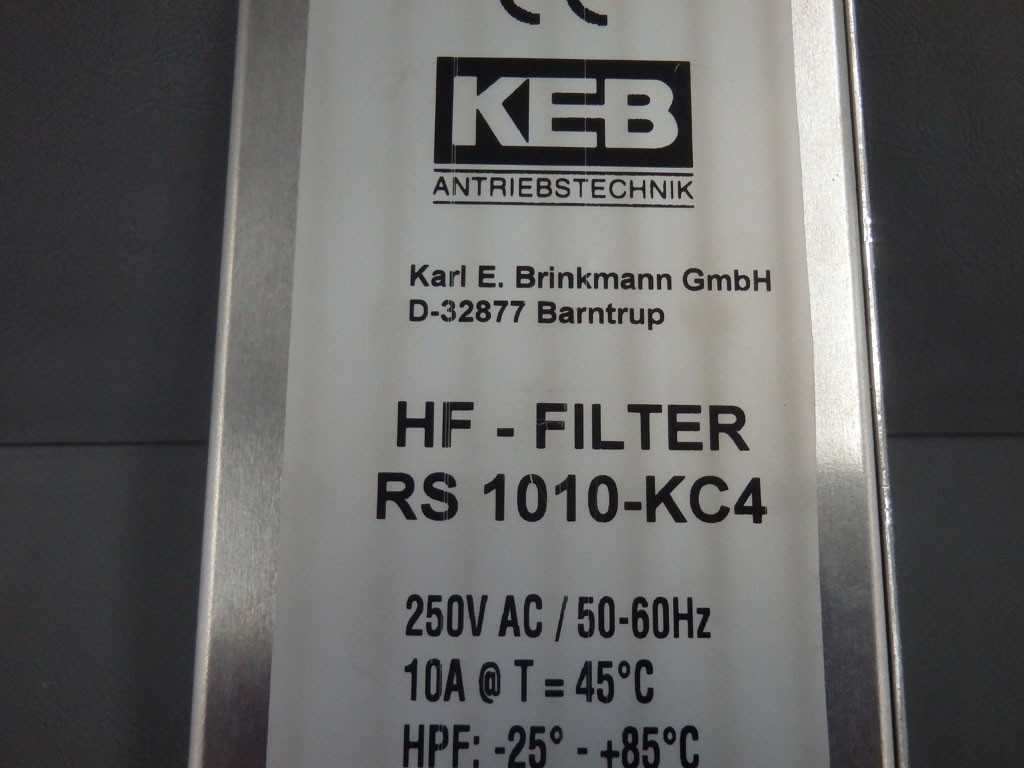 KEB
ANTRIEBSTECHNIK
Karl E. Brinkmann GmbH
D-32877 Barntrup
HF - FILTER
RS 1010-KC4
250V AC / 50-60Hz
10A @ T = 45°C
HPF: -25° - +85°C